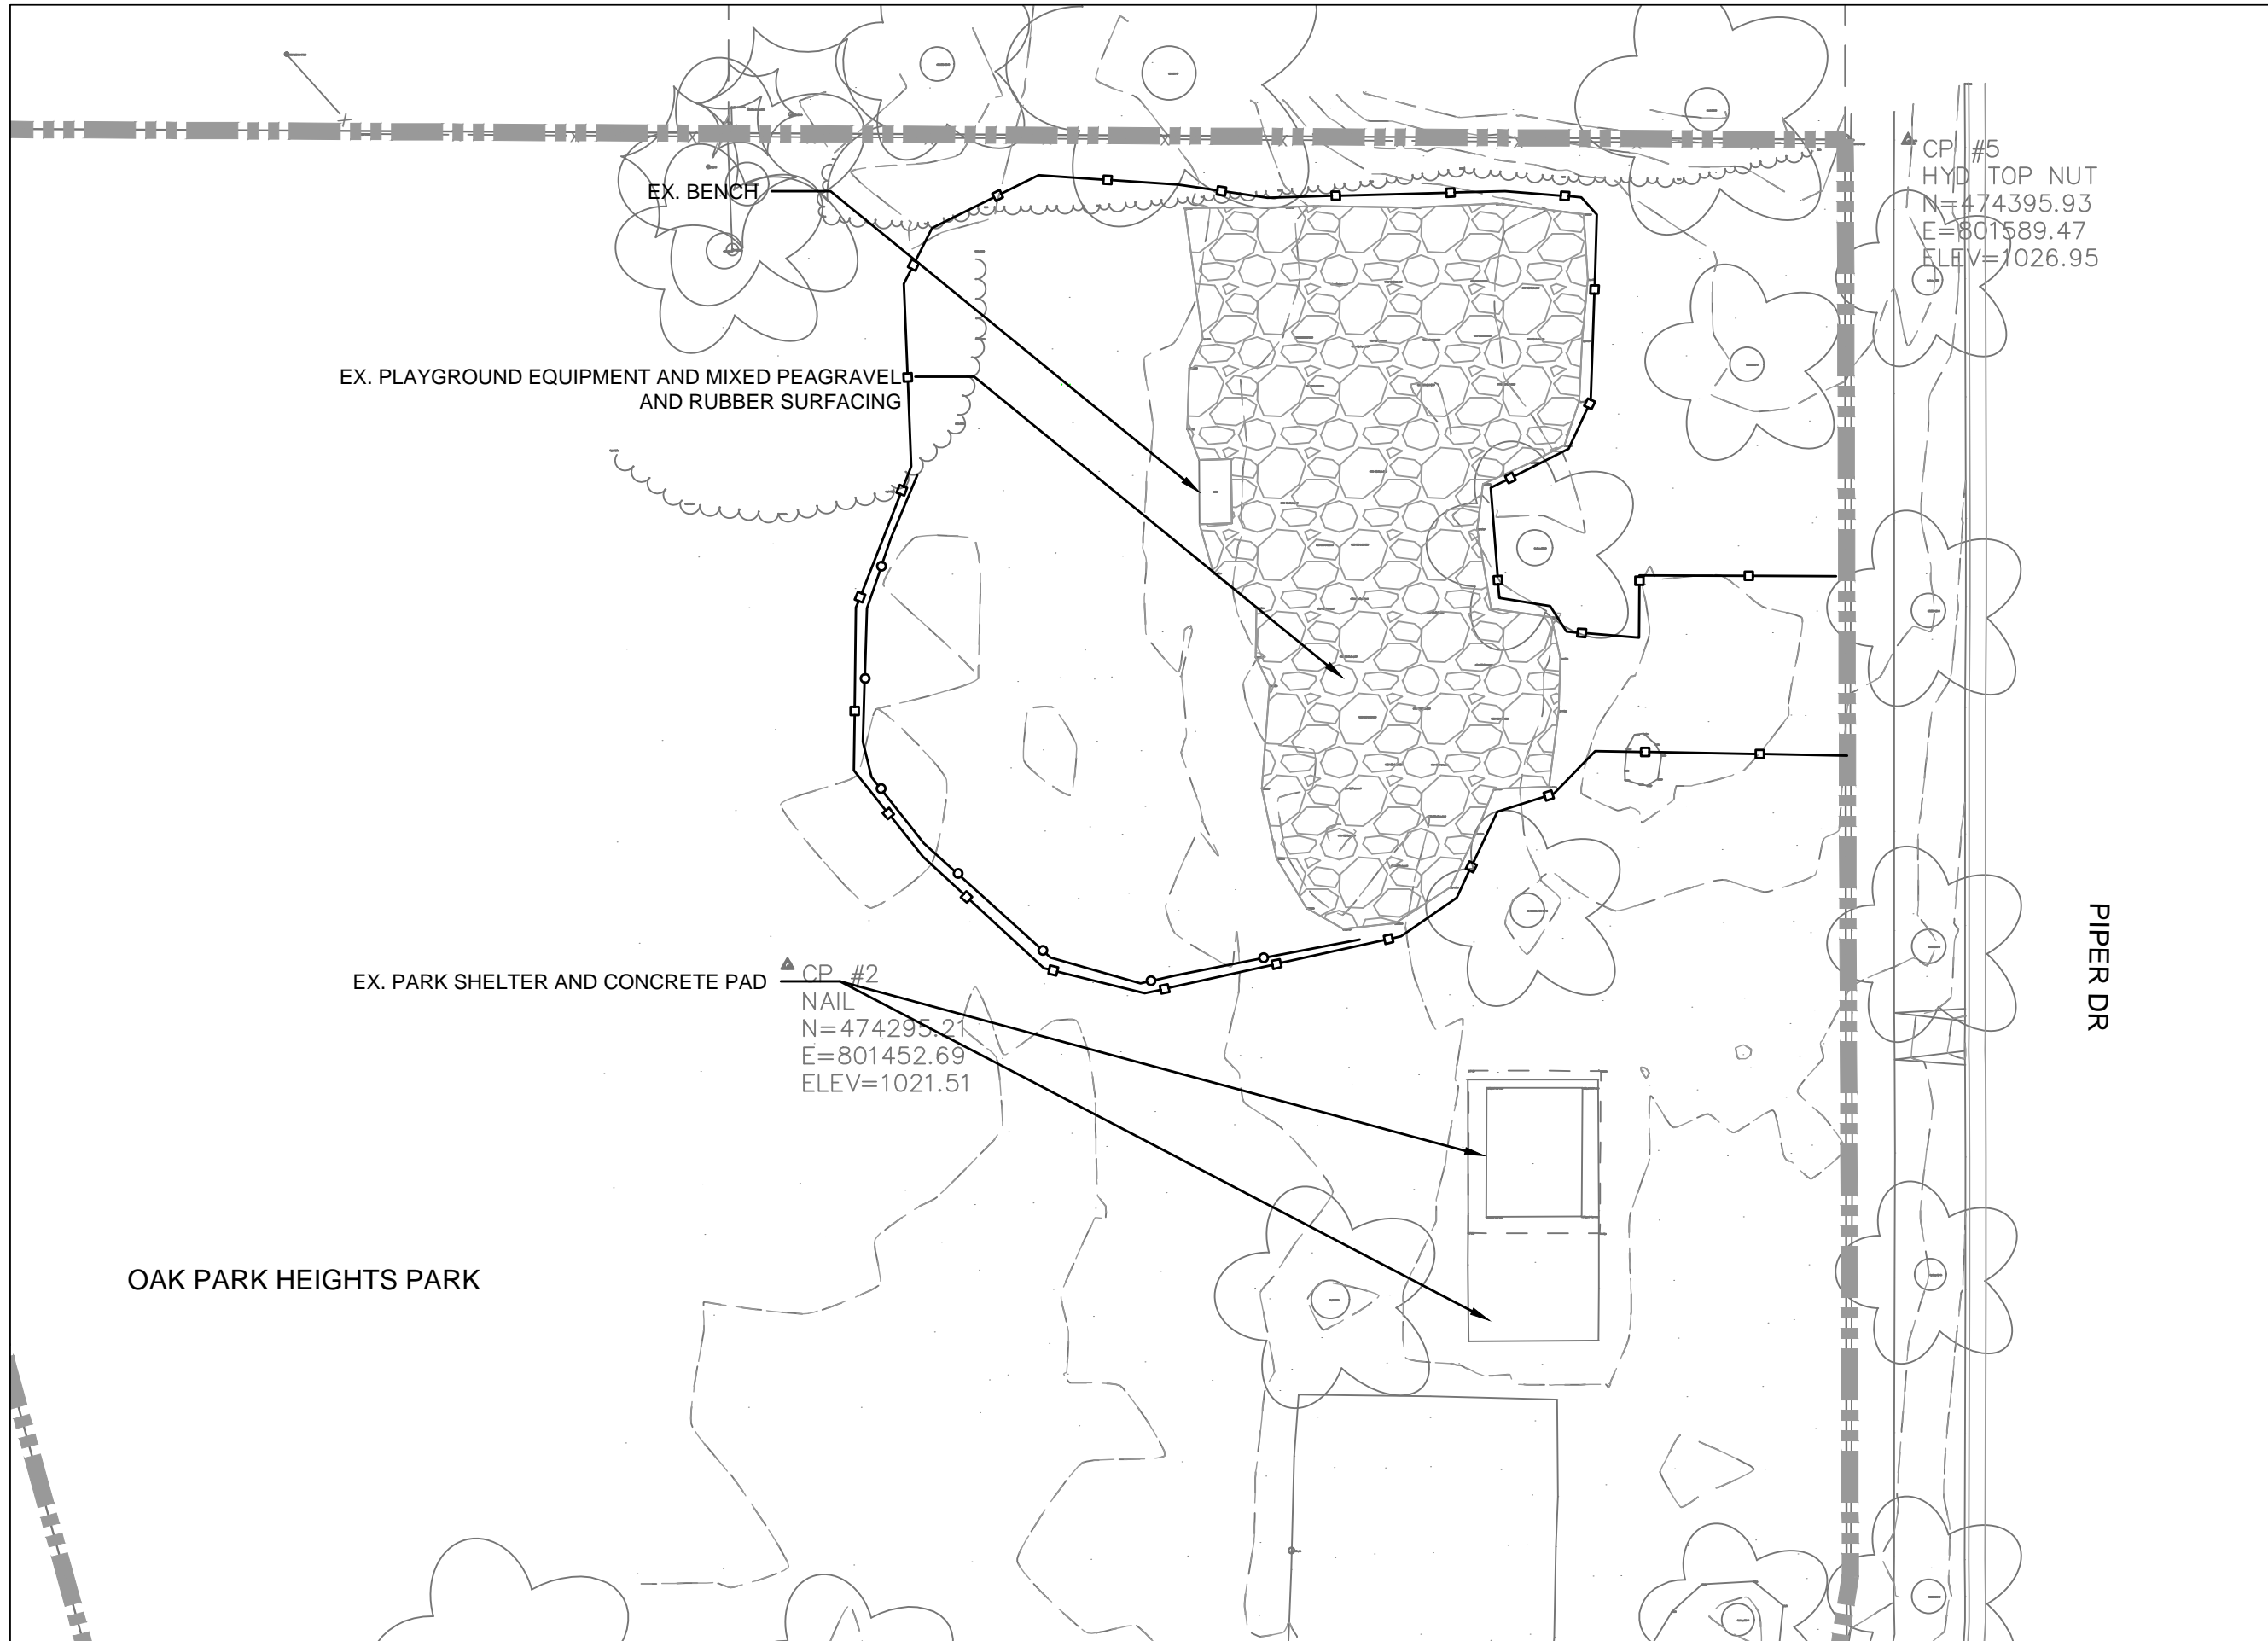 CP #5
HYD TOP NUT
N=474395.93
E=801589.47
ELEV=1026.95
EX. BENCH
EX. PLAYGROUND EQUIPMENT AND MIXED PEAGRAVEL
AND RUBBER SURFACING
EX. PARK SHELTER AND CONCRETE PAD
CP #2
NAIL
N=474295.21
E=801452.69
ELEV=1021.51
PIPER DR
OAK PARK HEIGHTS PARK